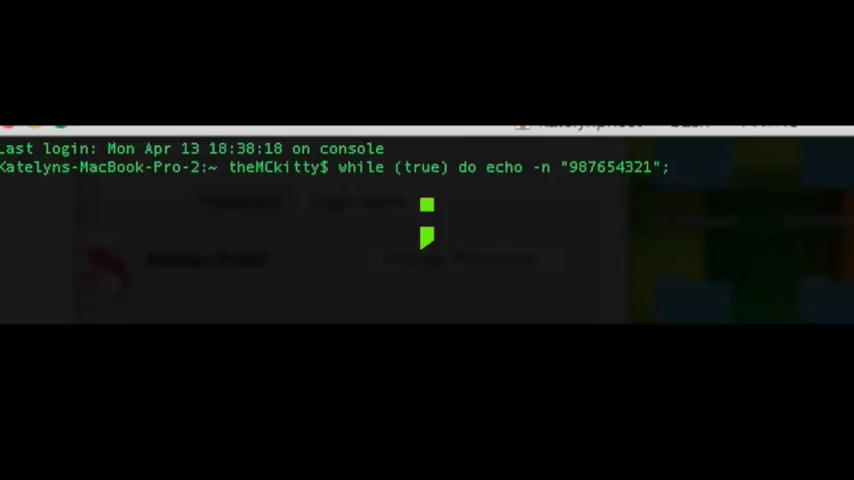 Last login: Mon Apr 13 18:38:18 on console
Katelyns-MacBook-Pro-2:~ theMCkitty$ while (true) do echo -n "987654321";
;